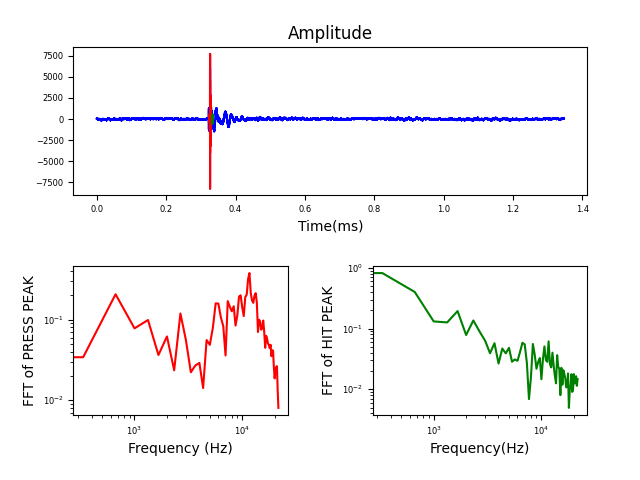 Amplitude
7500
5000
2500
0
−2500
−5000
−7500
0.0 0.2 0.4 0.6 0.8 1.0 1.2 1.4
Time(ms)
FFT of PRESS PEAK
10⁻¹
10⁻²
10³ 10⁴
Frequency (Hz)
FFT of HIT PEAK
10⁰
10⁻¹
10⁻²
10³ 10⁴
Frequency(Hz)